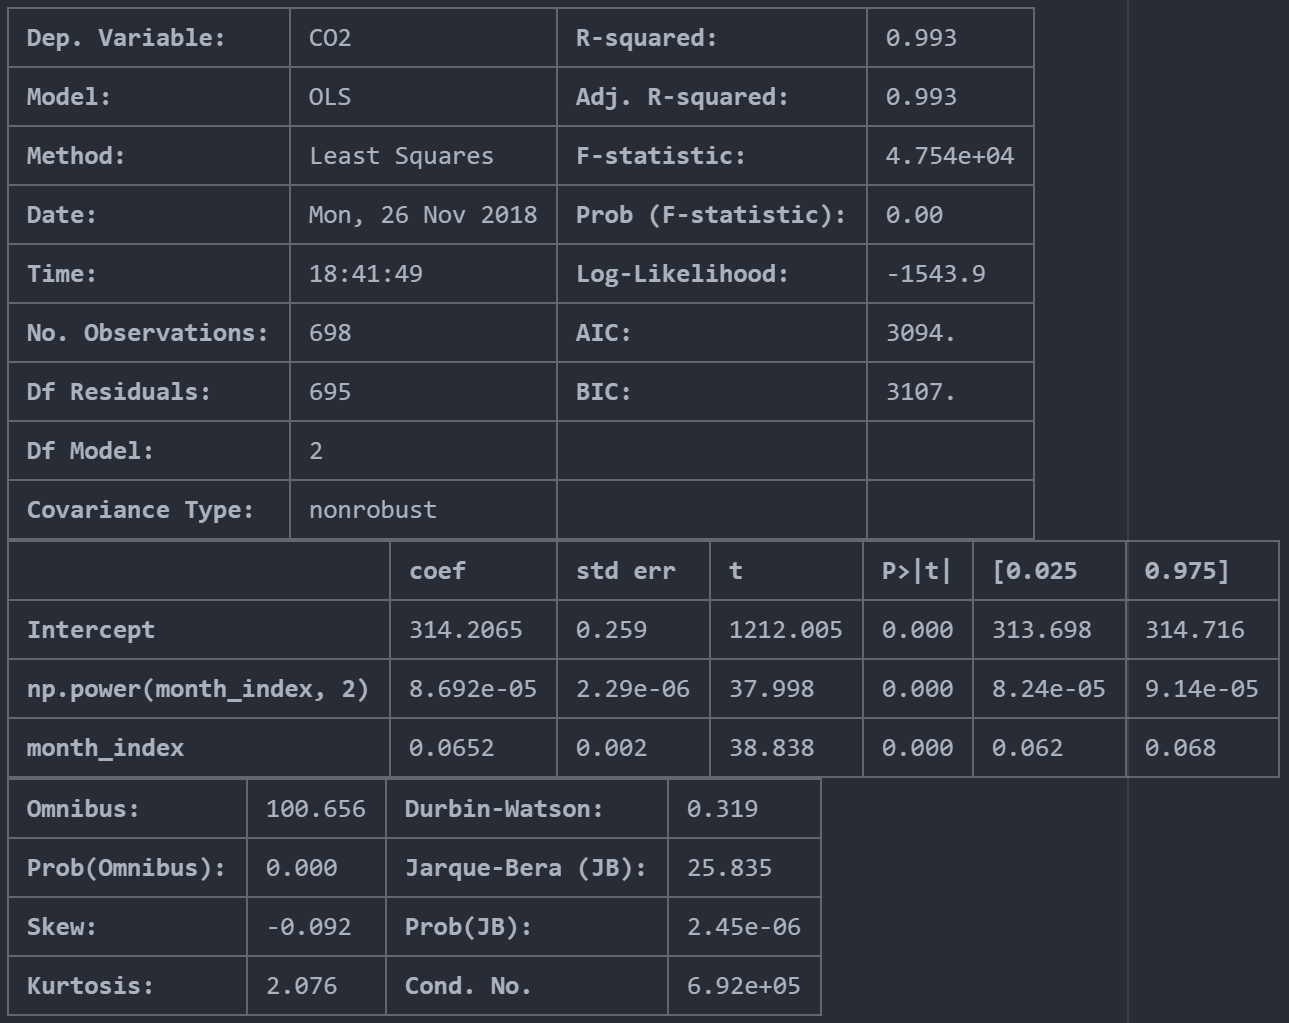 Dep. Variable: CO2 R-squared: 0.993
Model: OLS Adj. R-squared: 0.993
Method: Least Squares F-statistic: 4.754e+04
Date: Mon, 26 Nov 2018 Prob (F-statistic): 0.00
Time: 18:41:49 Log-Likelihood: -1543.9
No. Observations: 698 AIC: 3094.
Df Residuals: 695 BIC: 3107.
Df Model: 2
Covariance Type: nonrobust
coef std err t P>|t| [0.025 0.975]
Intercept 314.2065 0.259 1212.005 0.000 313.698 314.716
np.power(month_index, 2) 8.692e-05 2.29e-06 37.998 0.000 8.24e-05 9.14e-05
month_index 0.0652 0.002 38.838 0.000 0.062 0.068
Omnibus: 100.656 Durbin-Watson: 0.319
Prob(Omnibus): 0.000 Jarque-Bera (JB): 25.835
Skew: -0.092 Prob(JB): 2.45e-06
Kurtosis: 2.076 Cond. No. 6.92e+05